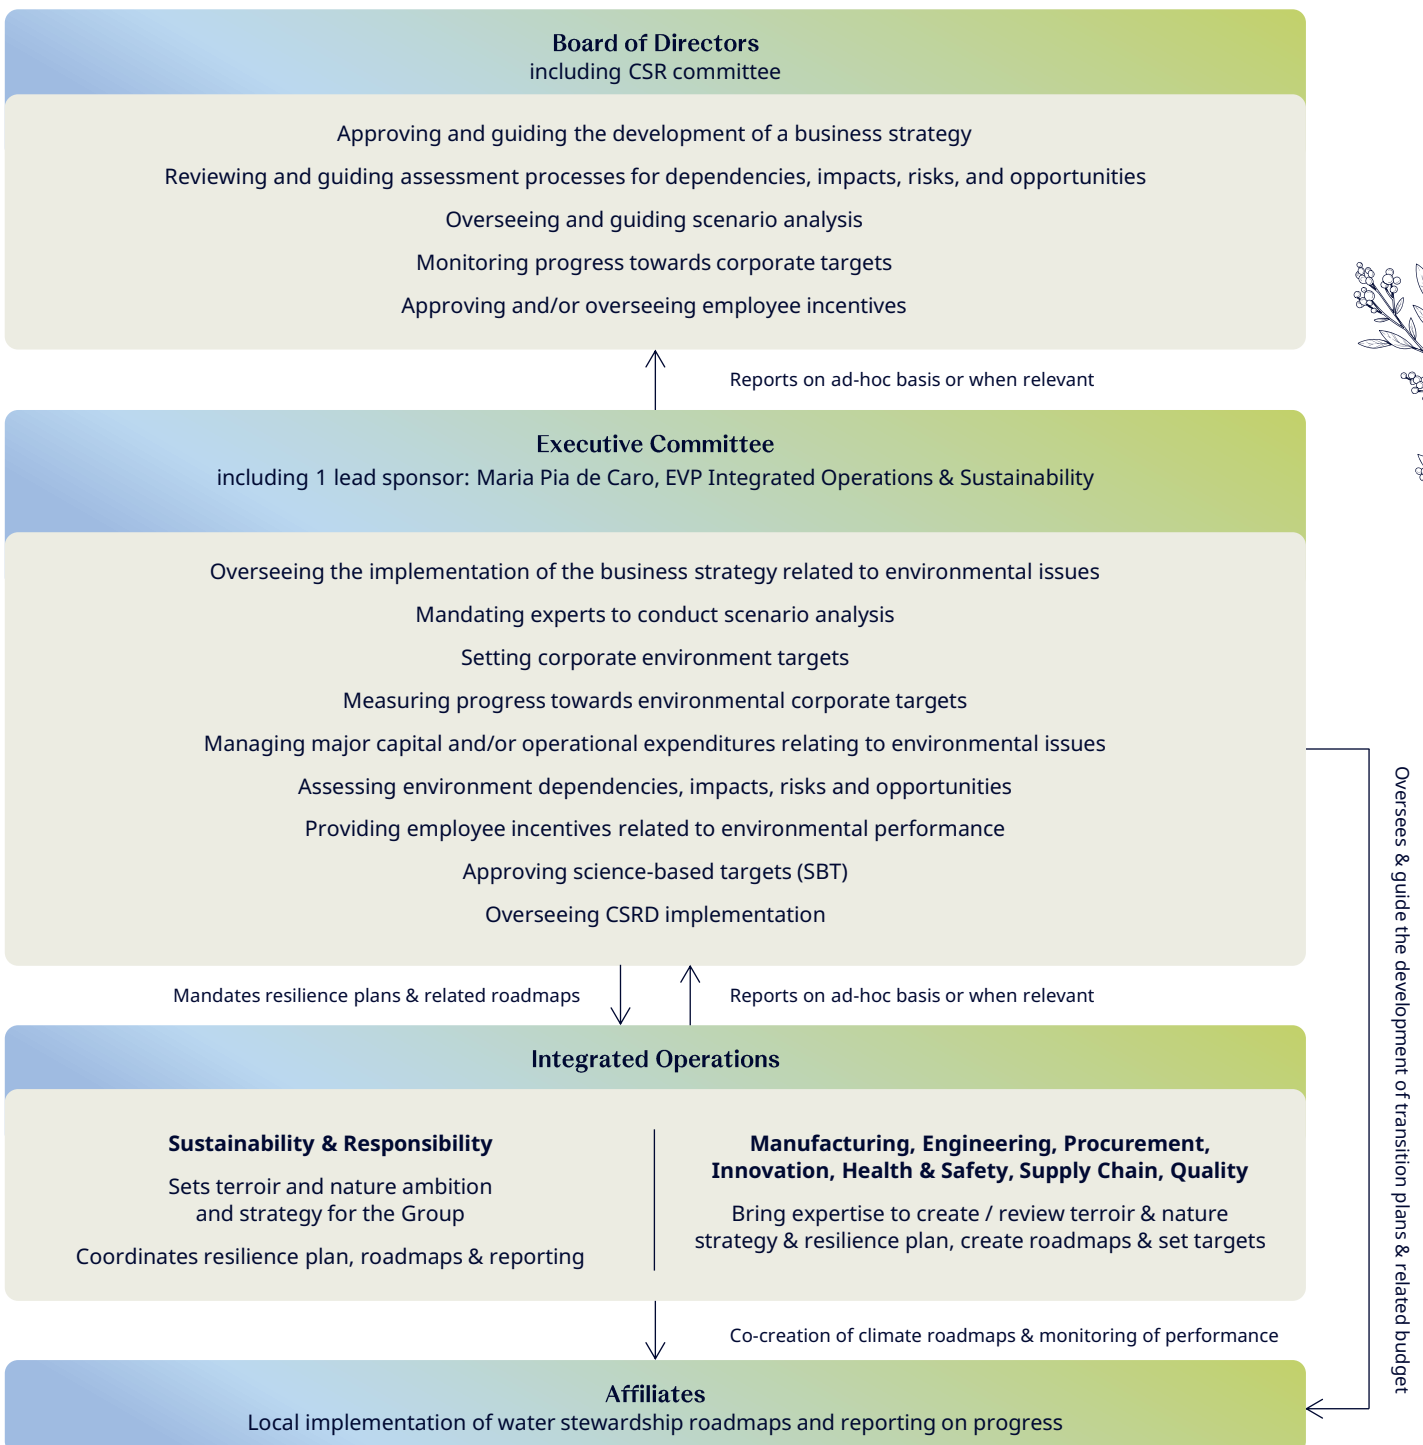 Board of Directors
including CSR committee
Approving and guiding the development of a business strategy
Reviewing and guiding assessment processes for dependencies, impacts, risks, and opportunities
Overseeing and guiding scenario analysis
Monitoring progress towards corporate targets
Approving and/or overseeing employee incentives
Reports on ad-hoc basis or when relevant
Executive Committee
including 1 lead sponsor: Maria Pia de Caro, EVP Integrated Operations & Sustainability
Overseeing the implementation of the business strategy related to environmental issues
Mandating experts to conduct scenario analysis
Setting corporate environment targets
Measuring progress towards environmental corporate targets
Managing major capital and/or operational expenditures relating to environmental issues
Assessing environment dependencies, impacts, risks and opportunities
Providing employee incentives related to environmental performance
Approving science-based targets (SBT)
Overseeing CSRD implementation
Oversees & guide the development of transition plans & related budget
Mandates resilience plans & related roadmaps
Reports on ad-hoc basis or when relevant
Integrated Operations
Sustainability & Responsibility
Sets terroir and nature ambition
and strategy for the Group
Coordinates resilience plan, roadmaps & reporting
Manufacturing, Engineering, Procurement,
Innovation, Health & Safety, Supply Chain, Quality
Bring expertise to create / review terroir & nature
strategy & resilience plan, create roadmaps & set targets
Co-creation of climate roadmaps & monitoring of performance
Affiliates
Local implementation of water stewardship roadmaps and reporting on progress